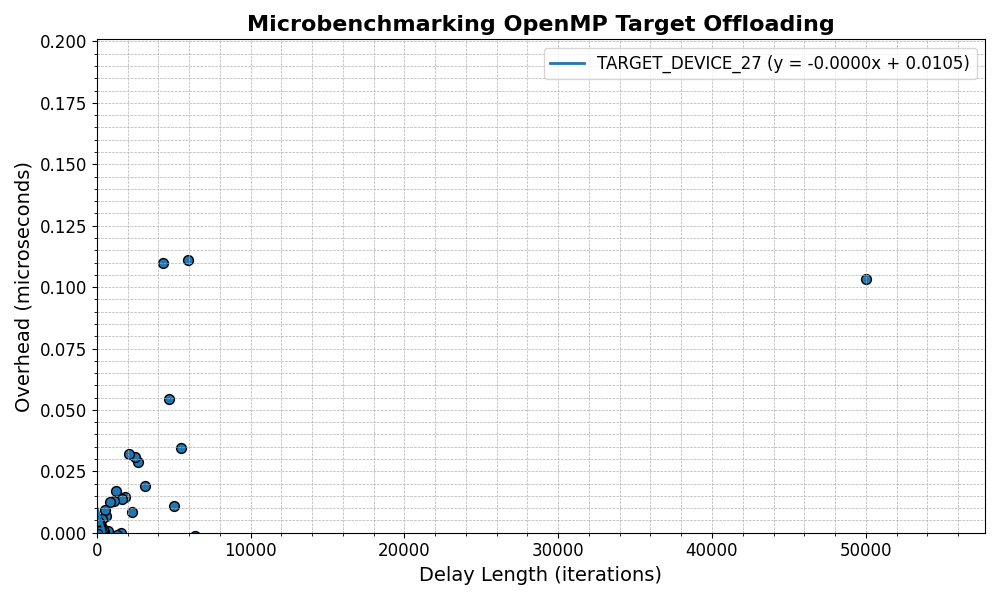 Microbenchmarking OpenMP Target Offloading
TARGET_DEVICE_27 (y = -0.0000x + 0.0105)
Overhead (microseconds)
0.200
0.175
0.150
0.125
0.100
0.075
0.050
0.025
0.000
0 10000 20000 30000 40000 50000
Delay Length (iterations)